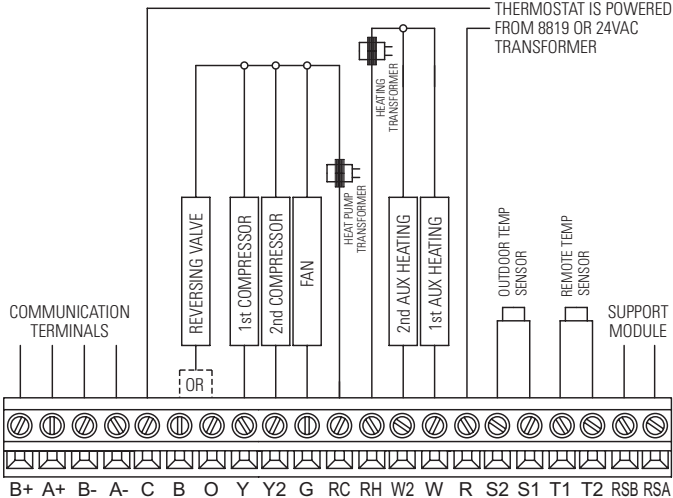 THERMOSTAT IS POWERED
FROM 8819 OR 24VAC
TRANSFORMER
HEATING
TRANSFORMER
HEAT PUMP
TRANSFORMER
REVERSING VALVE
1st COMPRESSOR
2nd COMPRESSOR
FAN
2nd AUX HEATING
1st AUX HEATING
OUTDOOR TEMP
SENSOR
REMOTE TEMP
SENSOR
COMMUNICATION
TERMINALS
SUPPORT
MODULE
OR
B+ A+ B- A- C B O Y Y2 G RC RH W2 W R S2 S1 T1 T2 RSB RSA